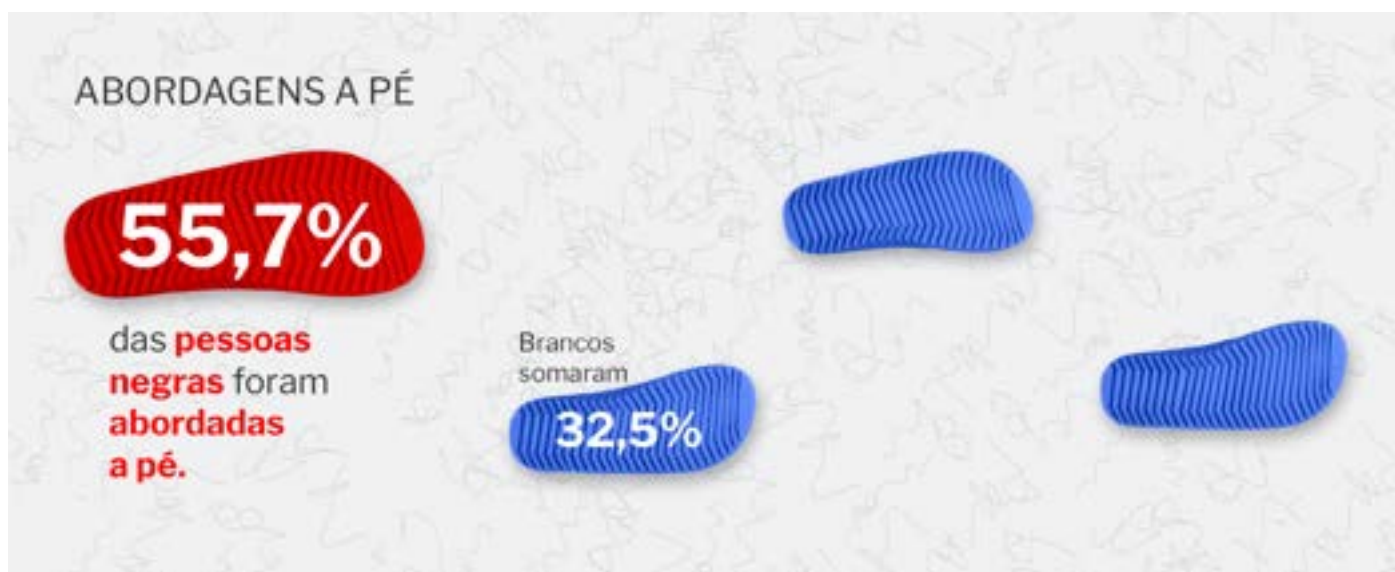 ABORDAGENS A PÉ
55,7%
das pessoas
negras foram
abordadas
a pé.
Brancos
somaram
32,5%